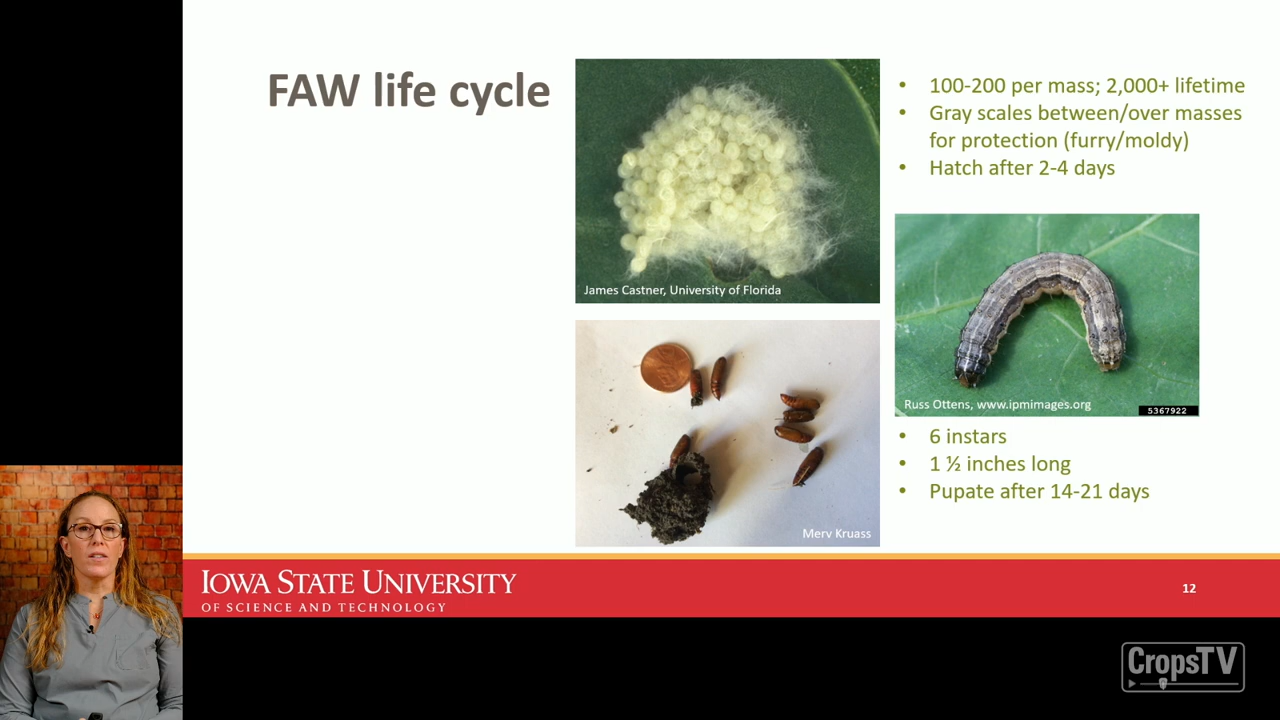 FAW life cycle
• 100-200 per mass; 2,000+ lifetime
• Gray scales between/over masses
for protection (furry/moldy)
• Hatch after 2-4 days
James Castner, University of Florida
Russ Ottens, www.ipmimages.org
5367922
• 6 instars
• 1 ½ inches long
• Pupate after 14-21 days
Merv Kruass
IOWA STATE UNIVERSITY
OF SCIENCE AND TECHNOLOGY
12
CropsTV